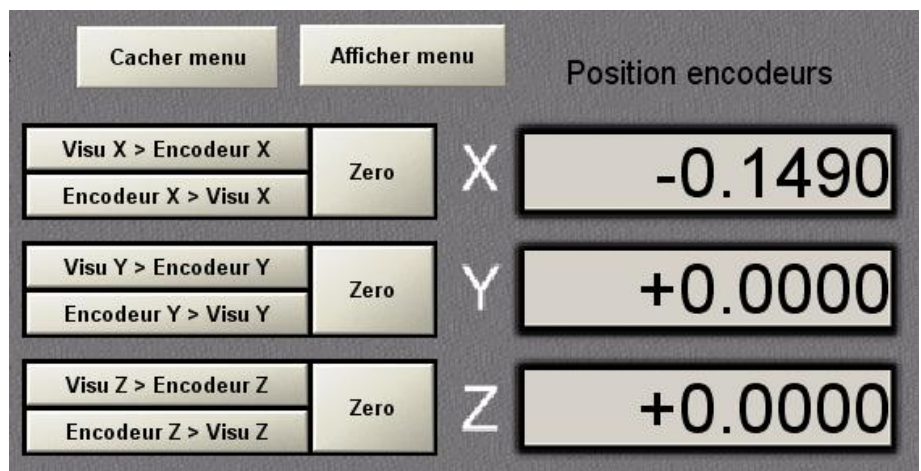 Cacher menu
Afficher menu
Position encodeurs
Visu X > Encodeur X
Encodeur X > Visu X
Zero
X
-0.1490
Visu Y > Encodeur Y
Encodeur Y > Visu Y
Zero
Y
+0.0000
Visu Z > Encodeur Z
Encodeur Z > Visu Z
Zero
Z
+0.0000